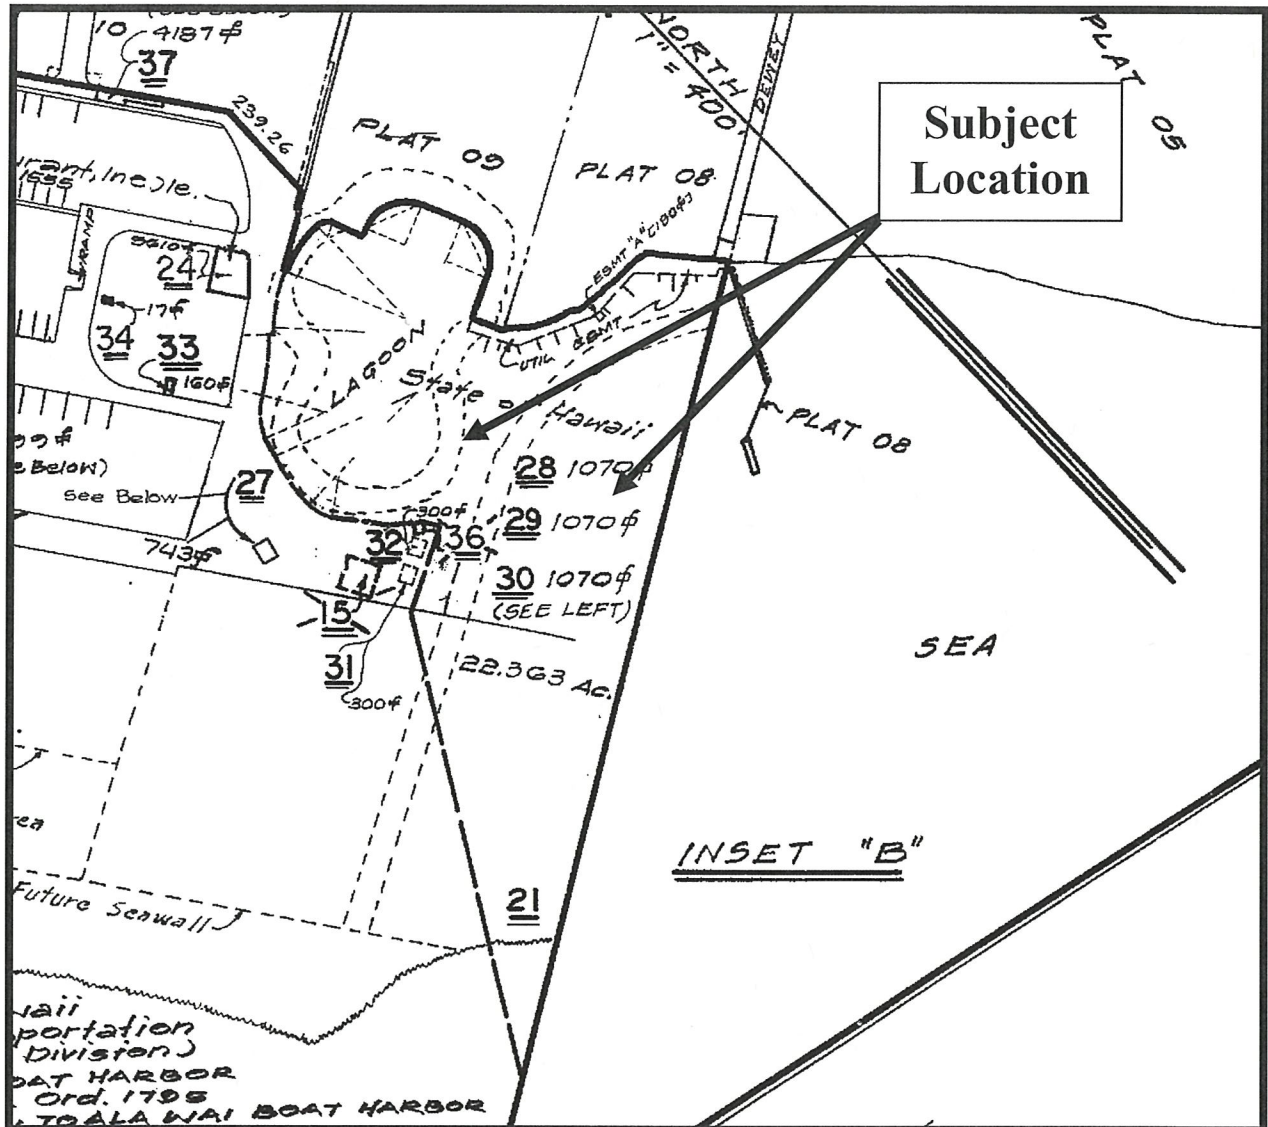 10
4187 ⌿
37
239.26
PLAT 09
PLAT 08
NORTH
1" = 400'
DEWEY
PLAT 05
Subject
Location
urant, Inc) le.
RAMP
24
17⌿
34
33
160⌿
LAGOON
State o Hawaii
ESMT "A" (180⌿)
UTIL ESMT
PLAT 08
e Below)
See Below
27
743⌿
28 1070⌿
29 1070⌿
30 1070⌿
(SEE LEFT)
300⌿
32
36
15
31
300⌿
22.363 Ac.
SEA
INSET "B"
21
Future Seawall
ea
aii
portation
Division)
OAT HARBOR
Ord. 1795
TO ALA WAI BOAT HARBOR